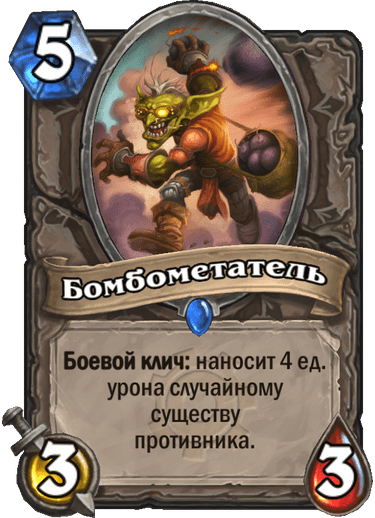 5
Бомбометатель
Боевой клич: наносит 4 ед.
урона случайному
существу
противника.
3
3